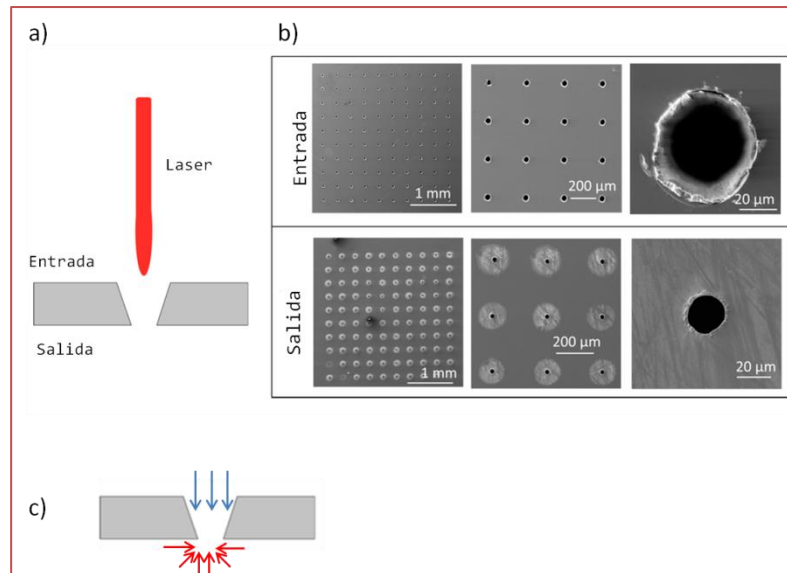 a)
b)
Laser
Entrada
Salida
Entrada
1 mm
200 µm
20 µm
Salida
1 mm
200 µm
20 µm
c)